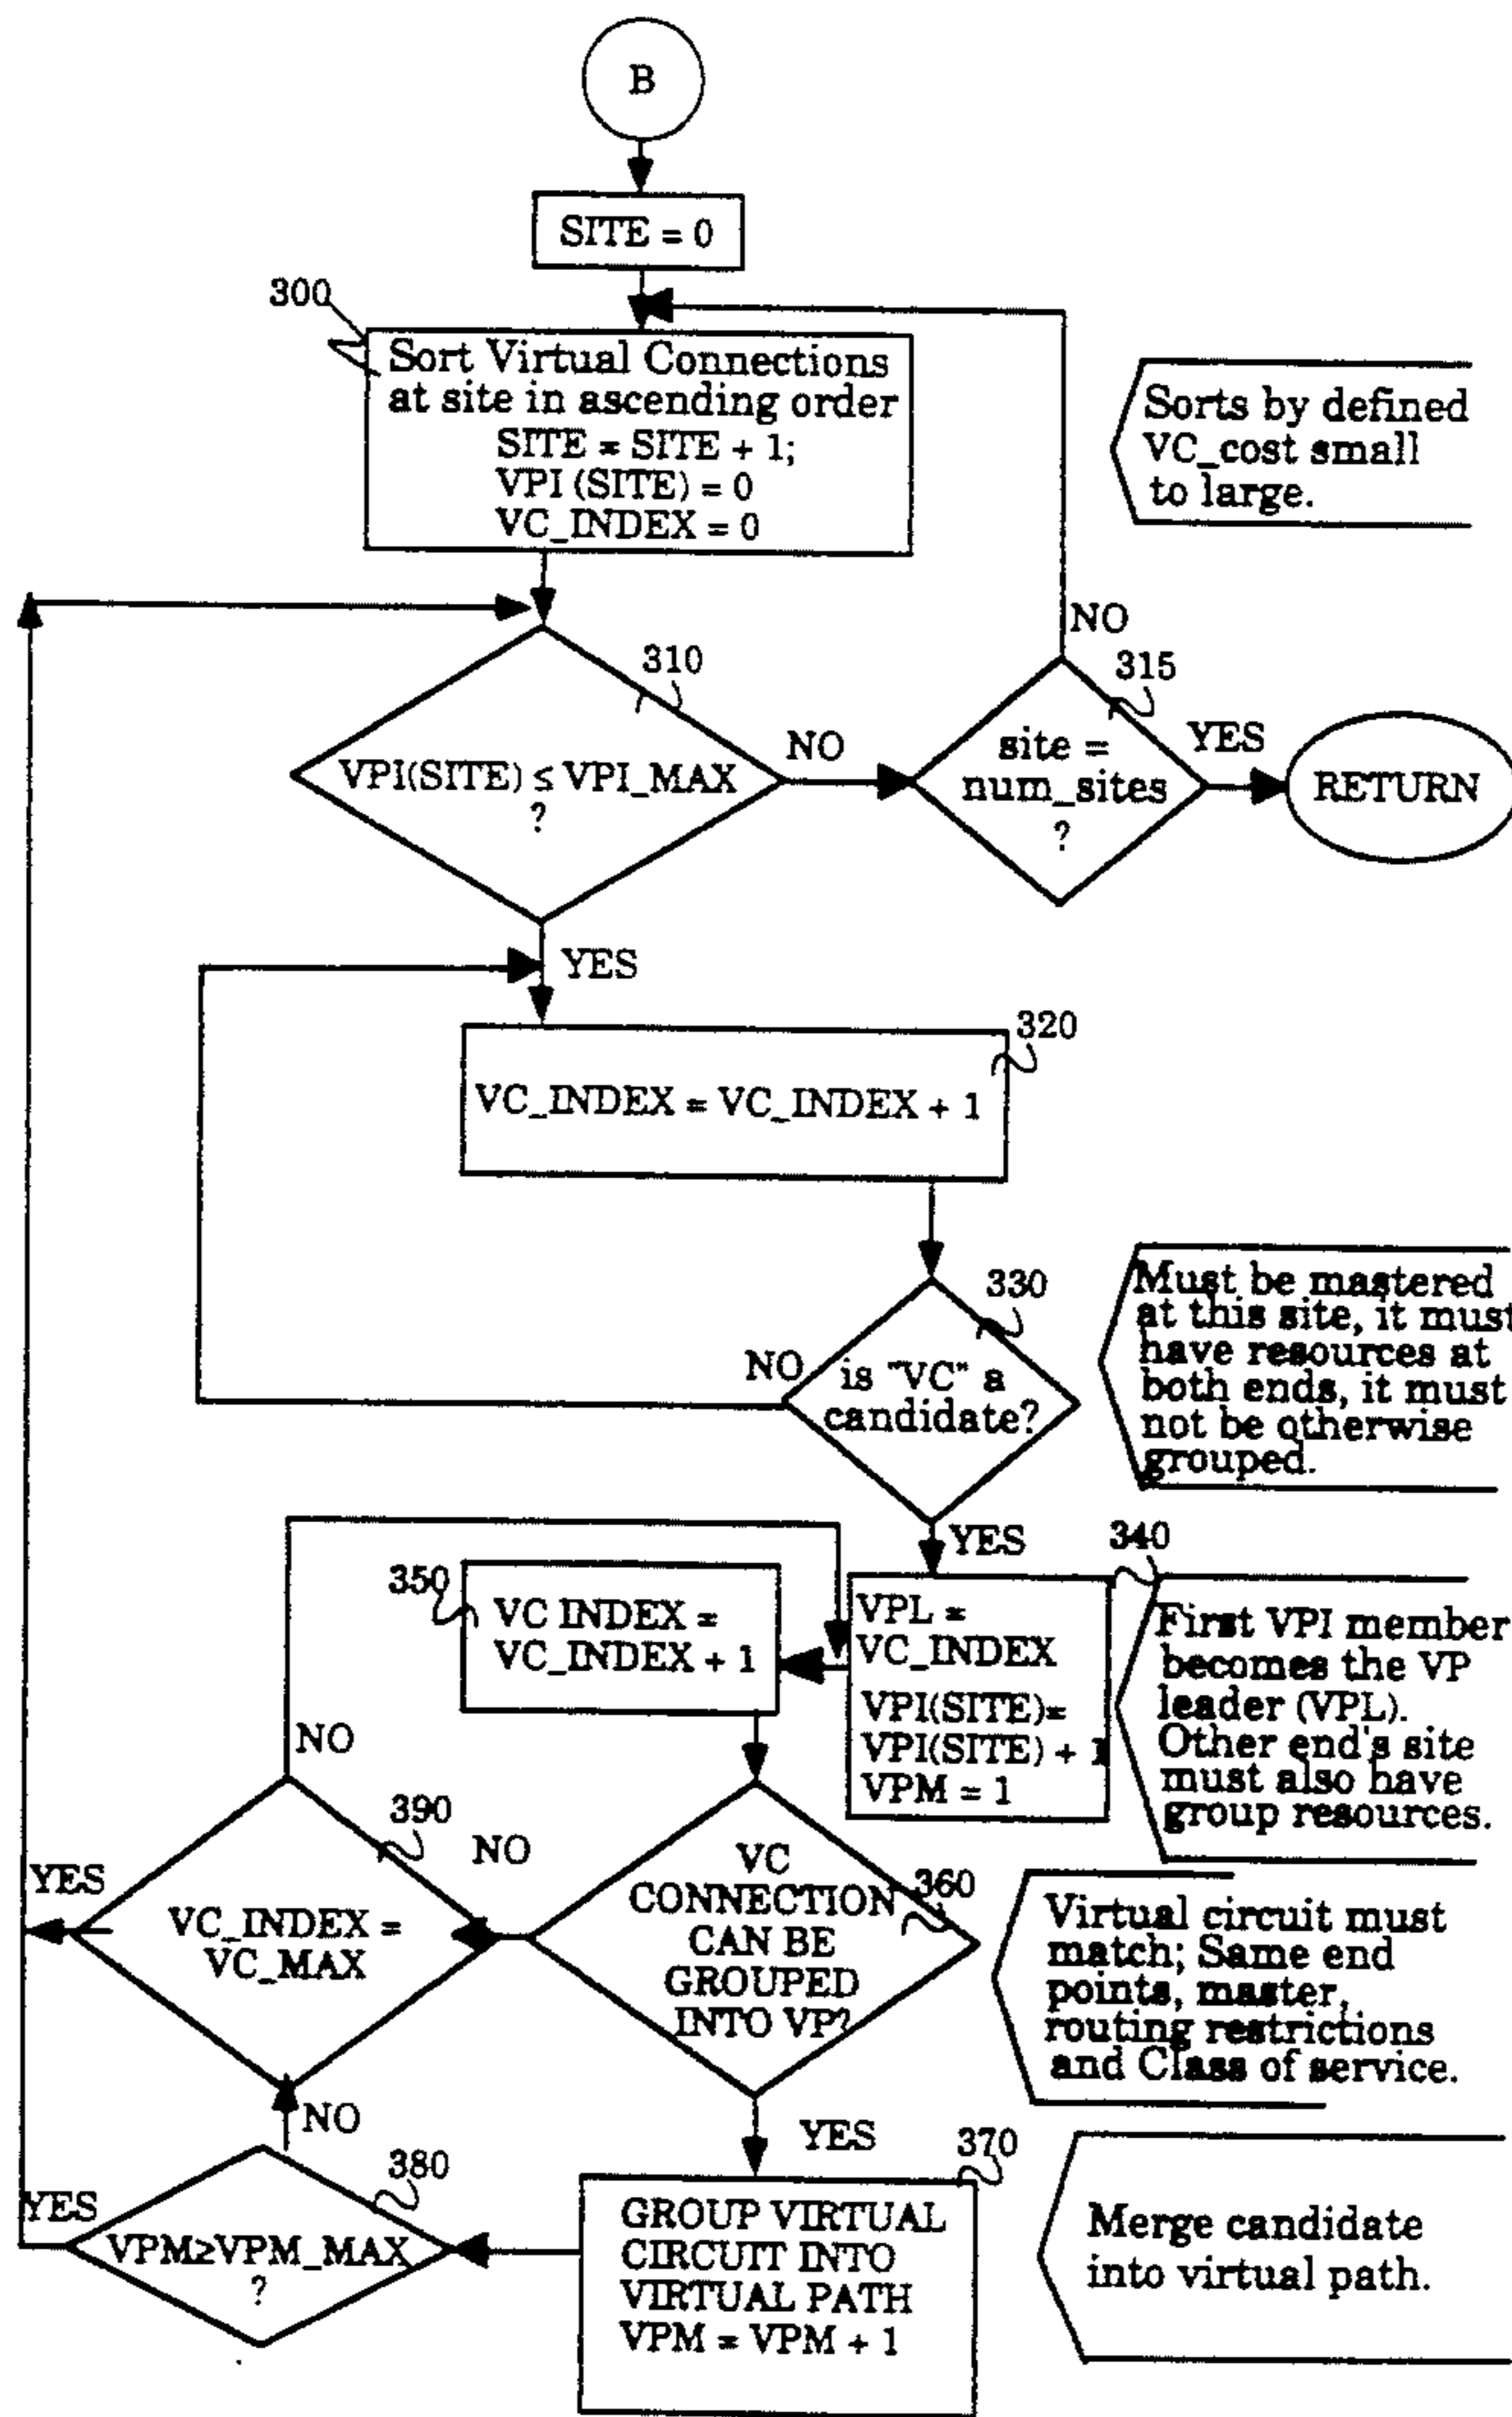 B
SITE = 0
300
Sort Virtual Connections
at site in ascending order
SITE = SITE + 1;
VPI (SITE) = 0
VC_INDEX = 0
Sorts by defined
VC_cost small
to large.
310
VPI(SITE) ≤ VPI_MAX
?
NO
NO
315
site =
num_sites
?
YES
RETURN
YES
320
VC_INDEX = VC_INDEX + 1
330
NO
is "VC" a
candidate?
Must be mastered
at this site, it must
have resources at
both ends, it must
not be otherwise
grouped.
YES
340
VPL =
VC_INDEX
VPI(SITE)=
VPI(SITE) + 1
VPM = 1
First VPI member
becomes the VP
leader (VPL).
Other end's site
must also have
group resources.
350
VC INDEX =
VC_INDEX + 1
NO
390
YES
VC_INDEX =
VC_MAX
NO
VC
CONNECTION
CAN BE
GROUPED
INTO VP?
360
Virtual circuit must
match; Same end
points, master,
routing restrictions
and Class of service.
NO
YES
380
YES
VPM≥VPM_MAX
?
370
GROUP VIRTUAL
CIRCUIT INTO
VIRTUAL PATH
VPM = VPM + 1
Merge candidate
into virtual path.